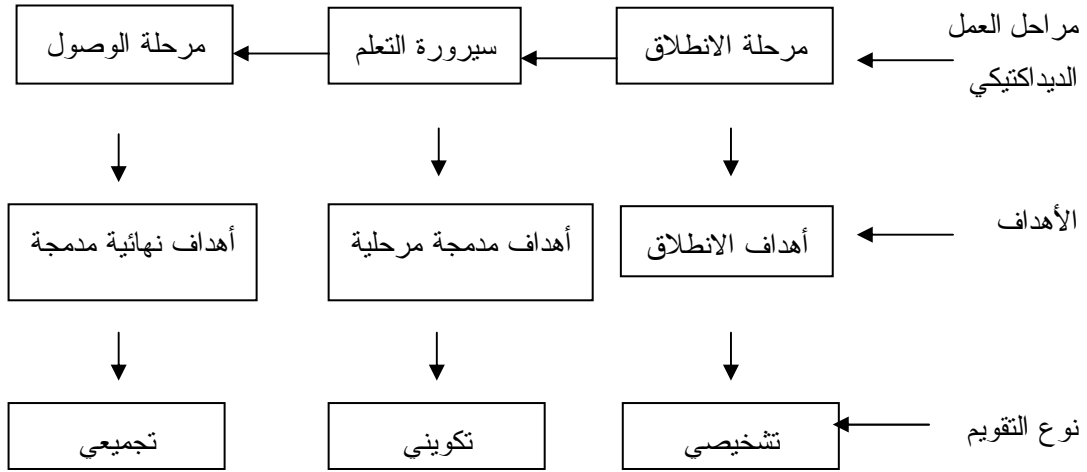 مراحل العمل
الديداكتيكي
مرحلة الانطلاق
سيرورة التعلم
مرحلة الوصول
الأهداف
أهداف الانطلاق
أهداف مدمجة مرحلية
أهداف نهائية مدمجة
نوع التقويم
تشخيصي
تكويني
تجميعي